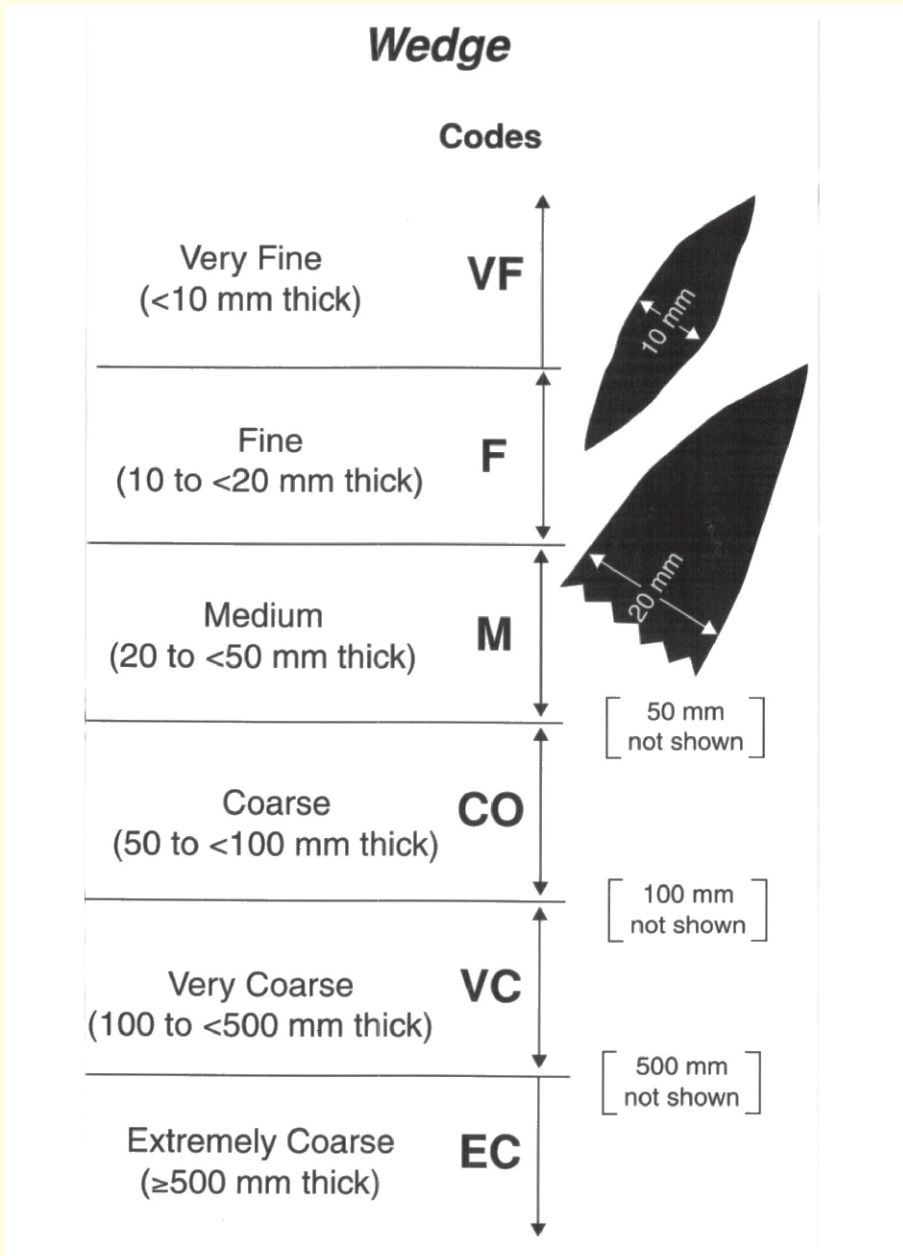 Wedge
Codes
Very Fine
(<10 mm thick)
VF
10 mm
Fine
(10 to <20 mm thick)
F
Medium
(20 to <50 mm thick)
M
20 mm
50 mm
not shown
Coarse
(50 to <100 mm thick)
CO
100 mm
not shown
Very Coarse
(100 to <500 mm thick)
VC
500 mm
not shown
Extremely Coarse
(≥500 mm thick)
EC